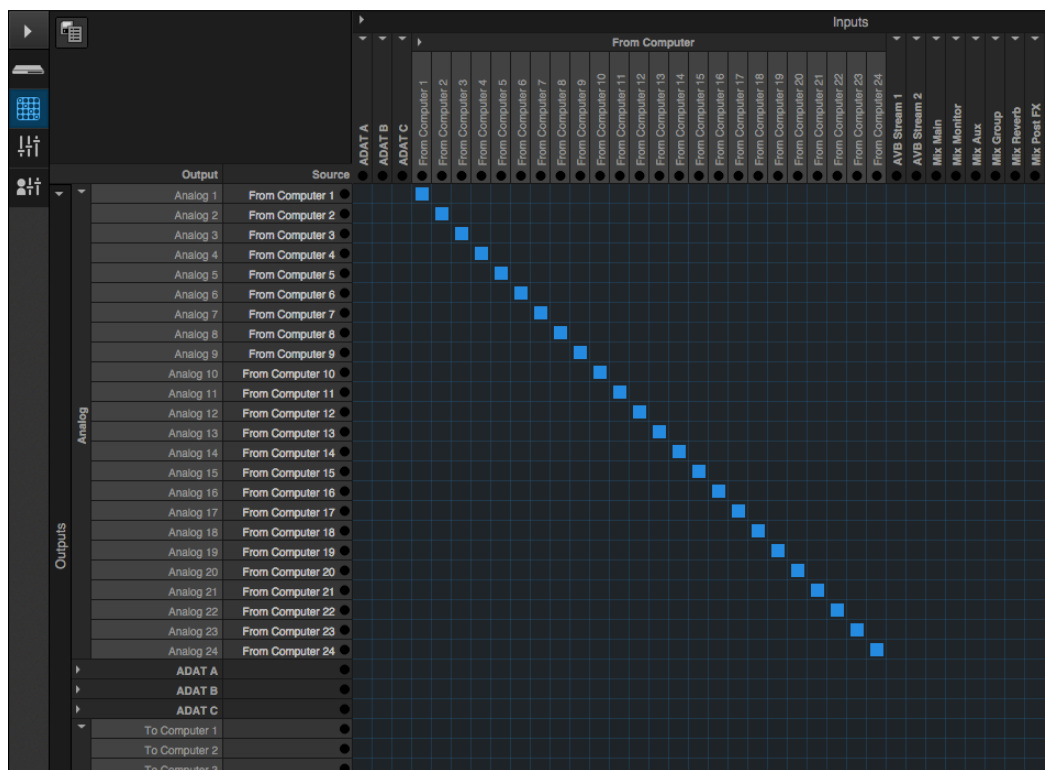 Inputs
From Computer
ADAT A
ADAT B
ADAT C
From Computer 1
From Computer 2
From Computer 3
From Computer 4
From Computer 5
From Computer 6
From Computer 7
From Computer 8
From Computer 9
From Computer 10
From Computer 11
From Computer 12
From Computer 13
From Computer 14
From Computer 15
From Computer 16
From Computer 17
From Computer 18
From Computer 19
From Computer 20
From Computer 21
From Computer 22
From Computer 23
From Computer 24
AVB Stream 1
AVB Stream 2
Mix Main
Mix Monitor
Mix Aux
Mix Group
Mix Reverb
Mix Post FX
Output Source
Outputs
Analog
Analog 1 From Computer 1
Analog 2 From Computer 2
Analog 3 From Computer 3
Analog 4 From Computer 4
Analog 5 From Computer 5
Analog 6 From Computer 6
Analog 7 From Computer 7
Analog 8 From Computer 8
Analog 9 From Computer 9
Analog 10 From Computer 10
Analog 11 From Computer 11
Analog 12 From Computer 12
Analog 13 From Computer 13
Analog 14 From Computer 14
Analog 15 From Computer 15
Analog 16 From Computer 16
Analog 17 From Computer 17
Analog 18 From Computer 18
Analog 19 From Computer 19
Analog 20 From Computer 20
Analog 21 From Computer 21
Analog 22 From Computer 22
Analog 23 From Computer 23
Analog 24 From Computer 24
ADAT A
ADAT B
ADAT C
To Computer 1
To Computer 2
To Computer 3